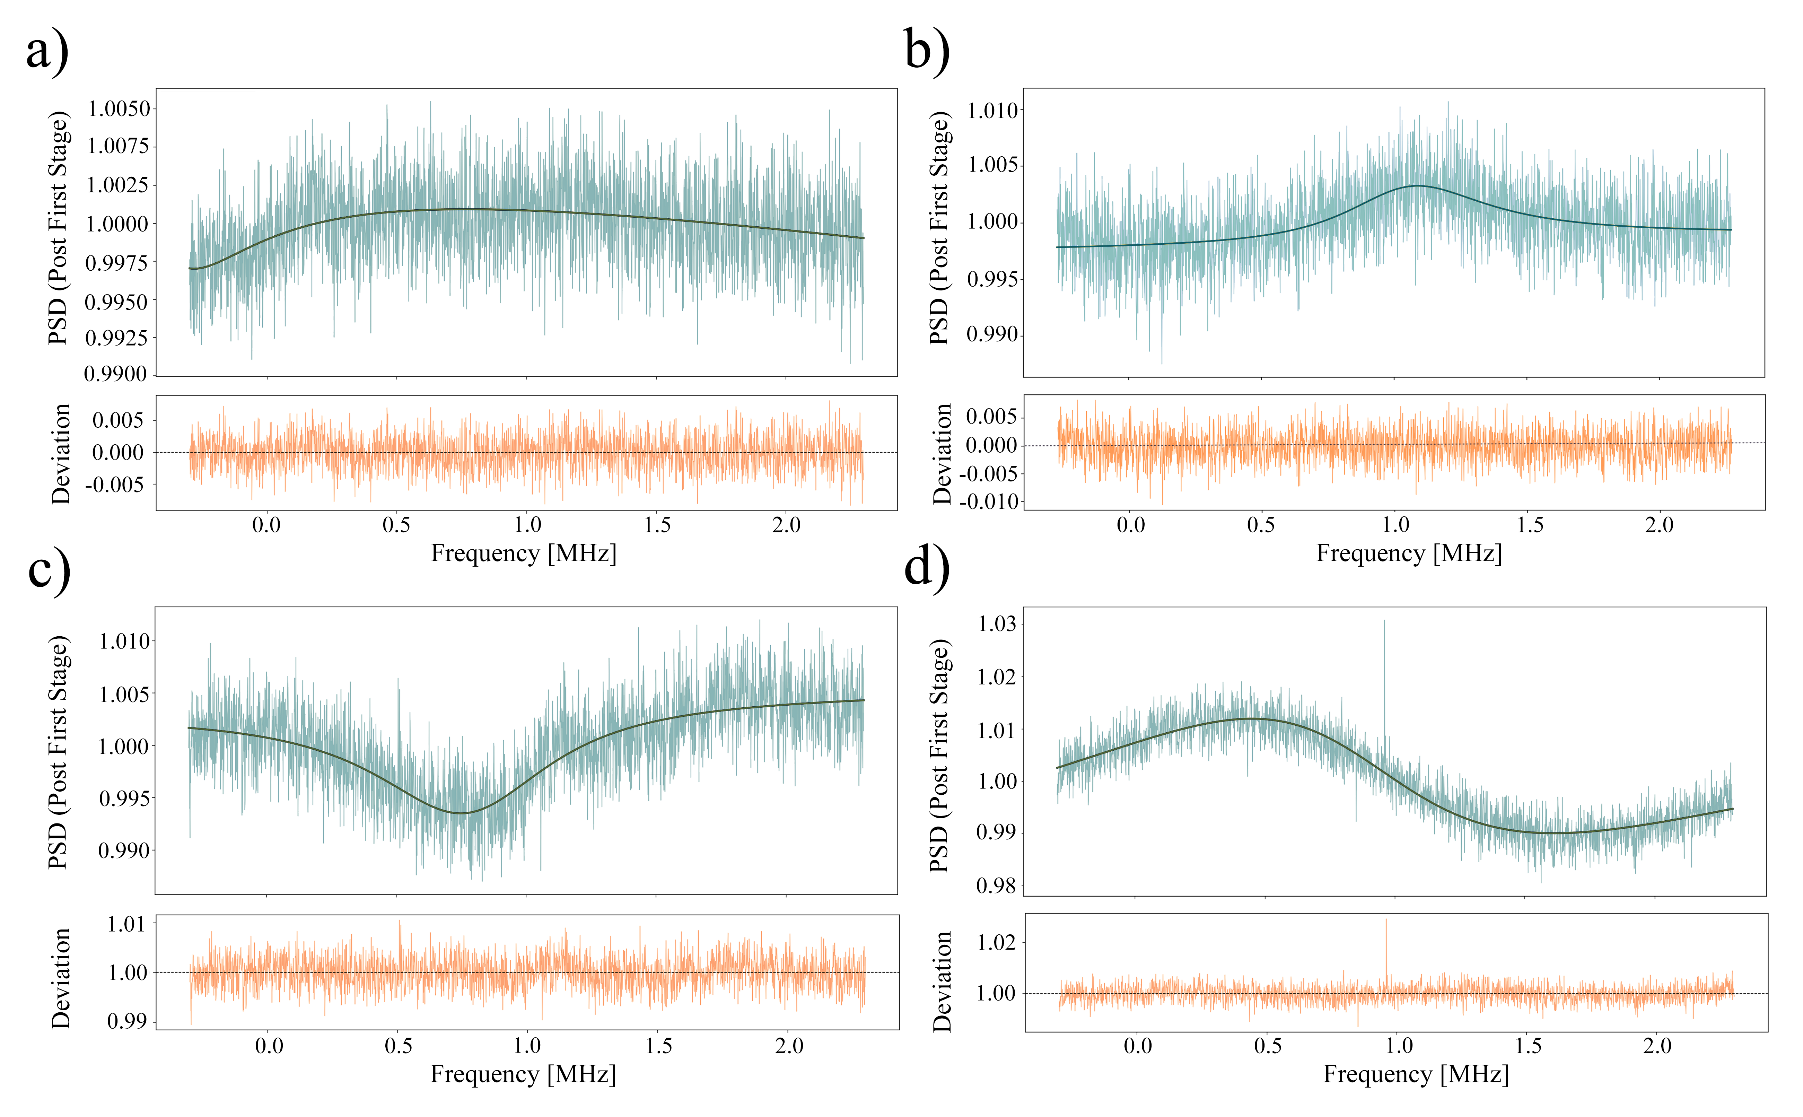 a)
PSD (Post First Stage)
1.0050
1.0075
1.0025
1.0000
0.9975
0.9950
0.9925
0.9900
Deviation
0.005
0.000
-0.005
0.0 0.5 1.0 1.5 2.0
Frequency [MHz]
b)
PSD (Post First Stage)
1.010
1.005
1.000
0.995
0.990
Deviation
0.005
0.000
-0.005
-0.010
0.0 0.5 1.0 1.5 2.0
Frequency [MHz]
c)
PSD (Post First Stage)
1.010
1.005
1.000
0.995
0.990
Deviation
1.01
1.00
0.99
0.0 0.5 1.0 1.5 2.0
Frequency [MHz]
d)
PSD (Post First Stage)
1.03
1.02
1.01
1.00
0.99
0.98
Deviation
1.02
1.00
0.0 0.5 1.0 1.5 2.0
Frequency [MHz]